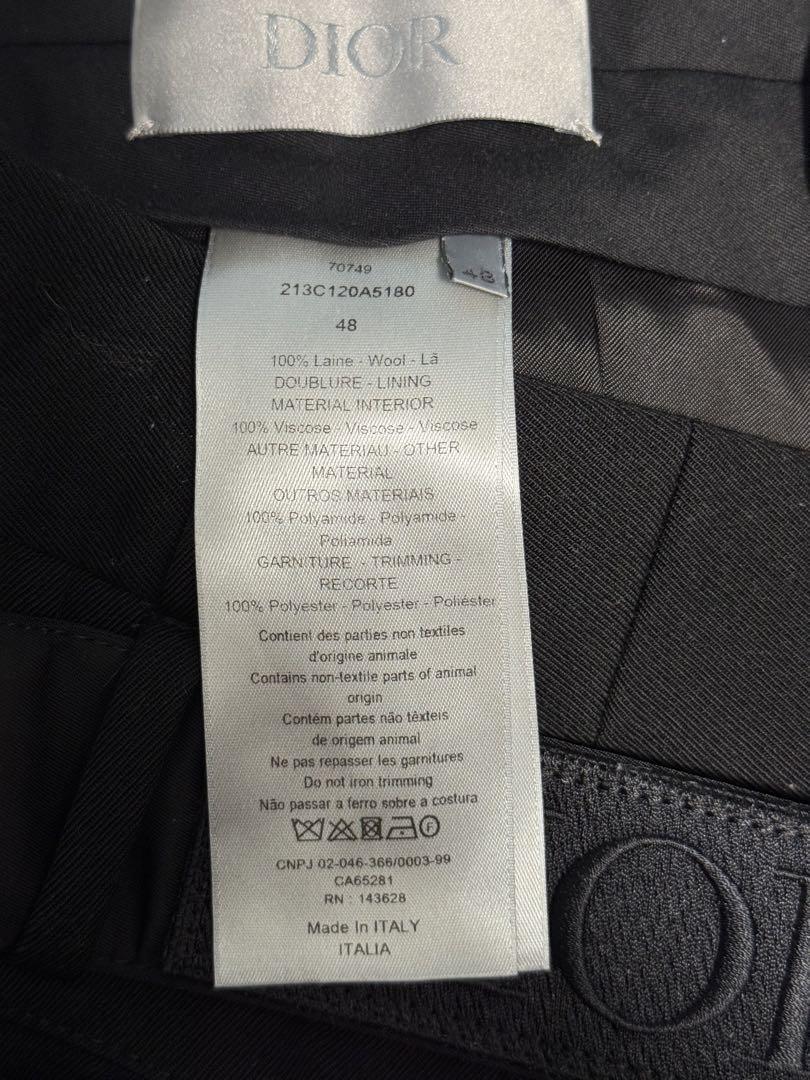 DIOR
48
70749
213C120A5180
48
100% Laine - Wool - Lã
DOUBLURE - LINING
MATERIAL INTERIOR
100% Viscose - Viscose - Viscose
AUTRE MATERIAU - OTHER
MATERIAL
OUTROS MATERIAIS
100% Polyamide - Polyamide -
Poliamida
GARNITURE - TRIMMING -
RECORTE
100% Polyester - Polyester - Poliéster
Contient des parties non textiles
d'origine animale
Contains non-textile parts of animal
origin
Contém partes não têxteis
de origem animal
Ne pas repasser les garnitures
Do not iron trimming
Não passar a ferro sobre a costura
F
CNPJ 02-046-366/0003-99
CA65281
RN : 143628
Made In ITALY
ITALIA
O